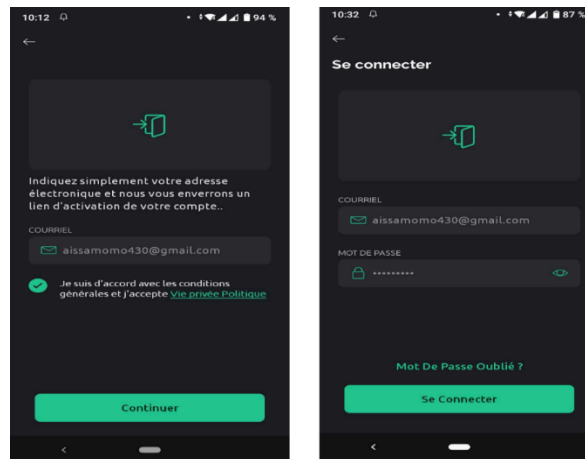 10:12 94 %
Indiquez simplement votre adresse
électronique et nous vous enverrons un
lien d'activation de votre compte..
COURRIEL
aissamomo430@gmail.com
Je suis d'accord avec les conditions
générales et j'accepte Vie privée Politique
Continuer
10:32 87 %
Se connecter
COURRIEL
aissamomo430@gmail.com
MOT DE PASSE
•••••••••
Mot De Passe Oublié ?
Se Connecter